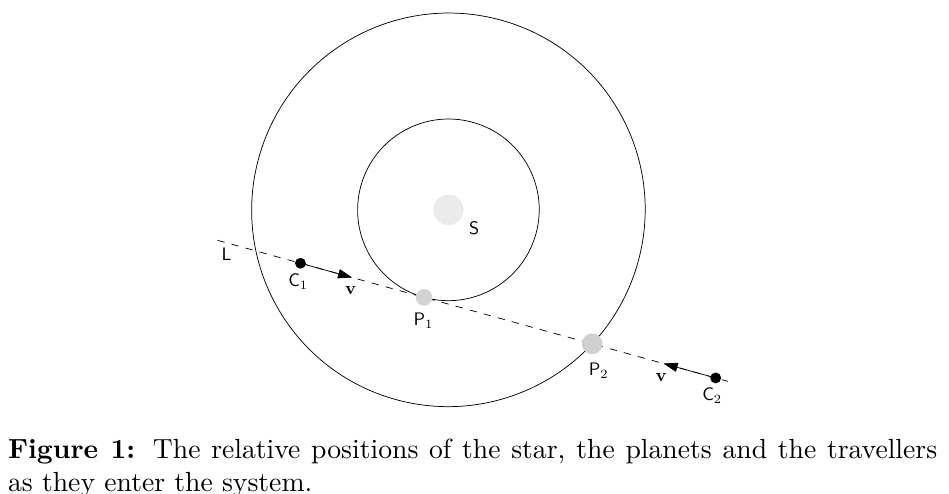 S
L
C₁
v
P₁
P₂
v
C₂
Figure 1: The relative positions of the star, the planets and the travellers
as they enter the system.